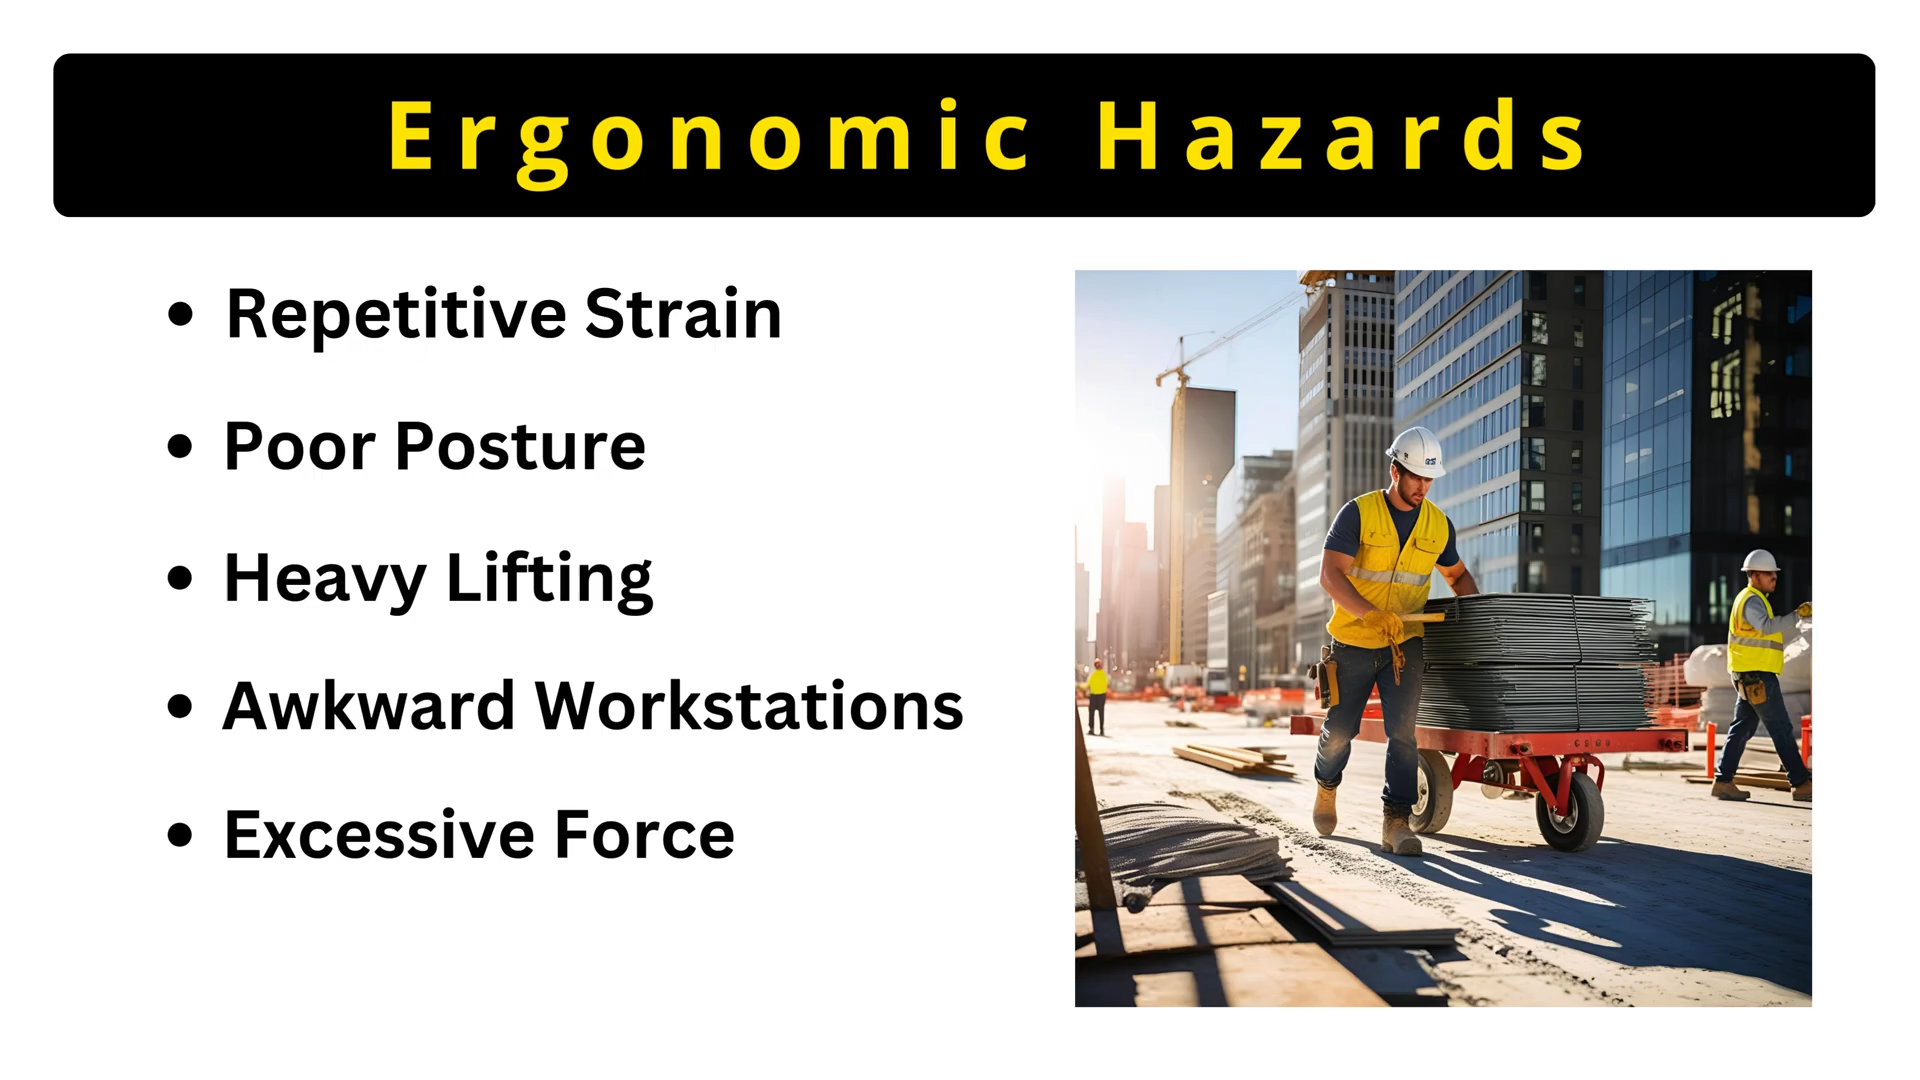 Ergonomic Hazards
• Repetitive Strain
• Poor Posture
• Heavy Lifting
• Awkward Workstations
• Excessive Force